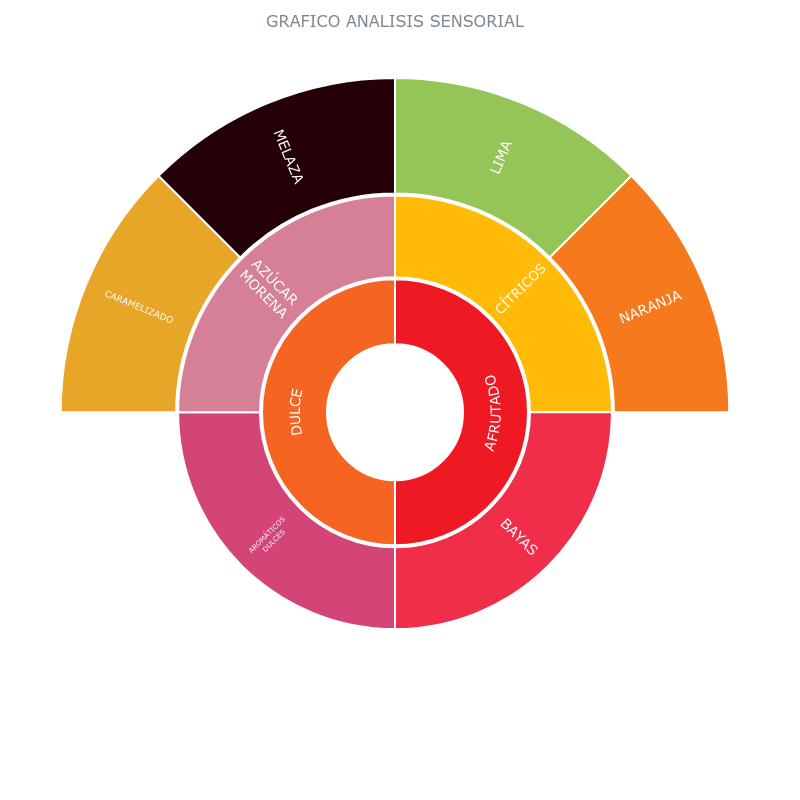 GRAFICO ANALISIS SENSORIAL
MELAZA
LIMA
CARAMELIZADO
AZÚCAR
MORENA
CÍTRICOS
NARANJA
DULCE
AFRUTADO
AROMÁTICOS
DULCES
BAYAS